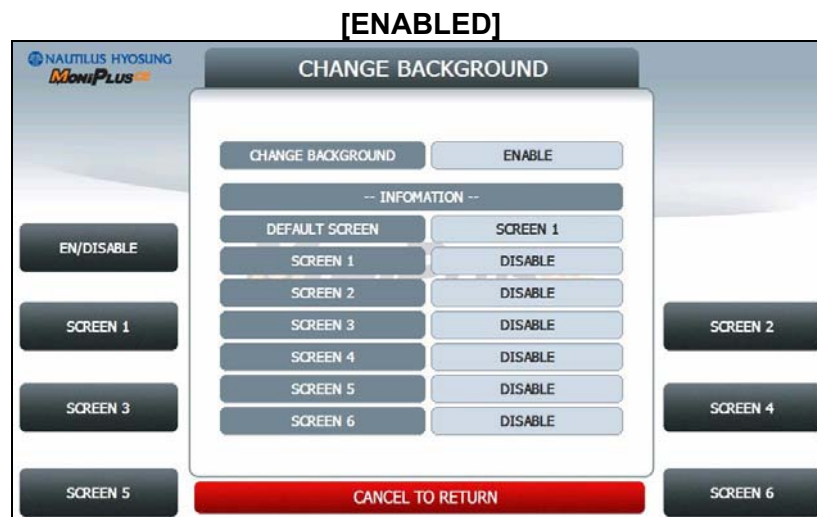 [ENABLED]
NAUTILUS HYOSUNG
MONIPLUS CE
CHANGE BACKGROUND
CHANGE BACKGROUND ENABLE
-- INFOMATION --
DEFAULT SCREEN SCREEN 1
EN/DISABLE
SCREEN 1 DISABLE
SCREEN 2 DISABLE
SCREEN 1
SCREEN 3 DISABLE
SCREEN 2
SCREEN 4 DISABLE
SCREEN 5 DISABLE
SCREEN 3
SCREEN 6 DISABLE
SCREEN 4
SCREEN 5
CANCEL TO RETURN
SCREEN 6